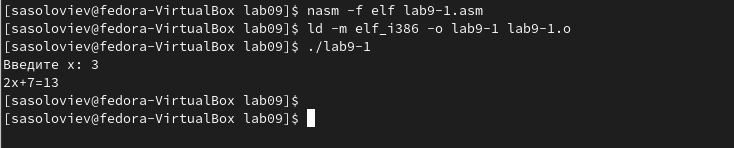 [sasoloviev@fedora-VirtualBox lab09]$ nasm -f elf lab9-1.asm
[sasoloviev@fedora-VirtualBox lab09]$ ld -m elf_i386 -o lab9-1 lab9-1.o
[sasoloviev@fedora-VirtualBox lab09]$ ./lab9-1
Введите x: 3
2x+7=13
[sasoloviev@fedora-VirtualBox lab09]$
[sasoloviev@fedora-VirtualBox lab09]$